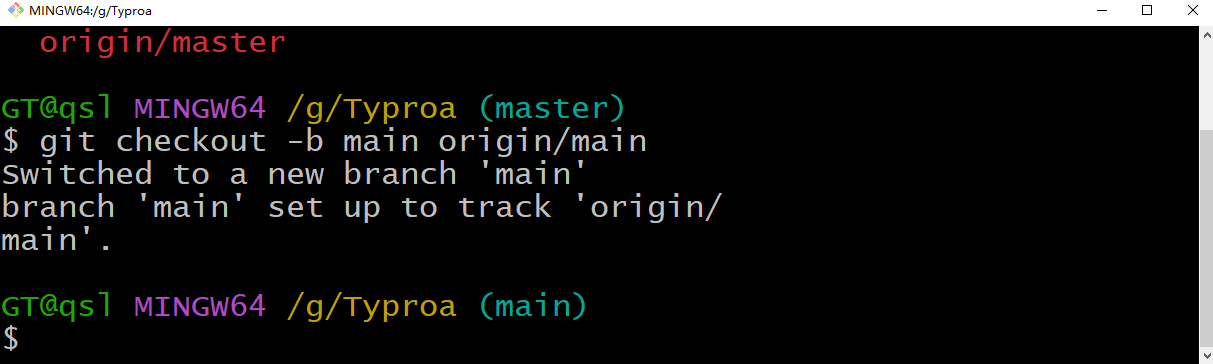 MINGW64:/g/Typroa
origin/master
GT@qsl MINGW64 /g/Typroa (master)
$ git checkout -b main origin/main
Switched to a new branch 'main'
branch 'main' set up to track 'origin/
main'.
GT@qsl MINGW64 /g/Typroa (main)
$